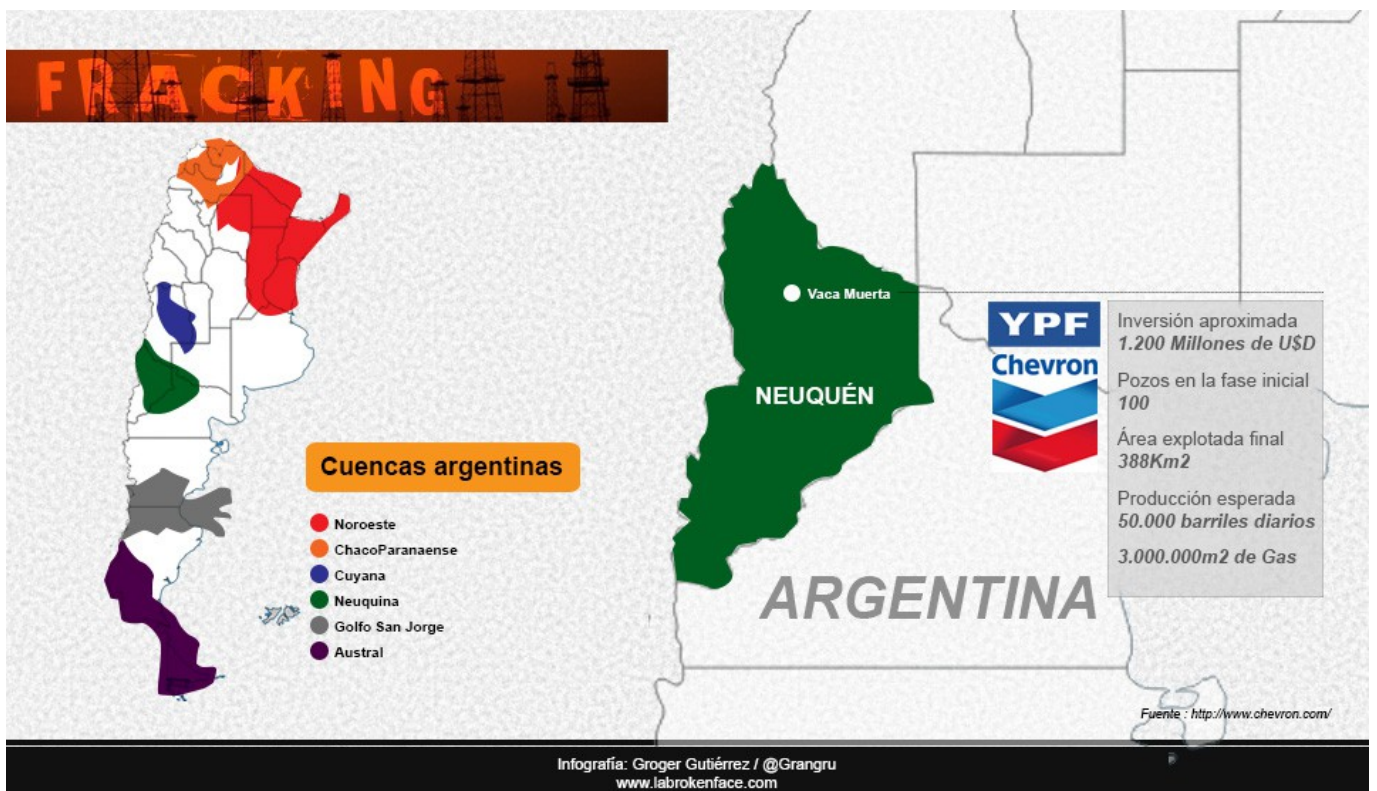 FRACKING
Cuencas argentinas
Noroeste
ChacoParanaense
Cuyana
Neuquina
Golfo San Jorge
Austral
Vaca Muerta
NEUQUÉN
ARGENTINA
YPF
Chevron
Inversión aproximada
1.200 Millones de U$D
Pozos en la fase inicial
100
Área explotada final
388Km2
Producción esperada
50.000 barriles diarios
3.000.000m2 de Gas
Fuente : http://www.chevron.com/
Infografía: Groger Gutiérrez / @Grangru
www.labrokenface.com